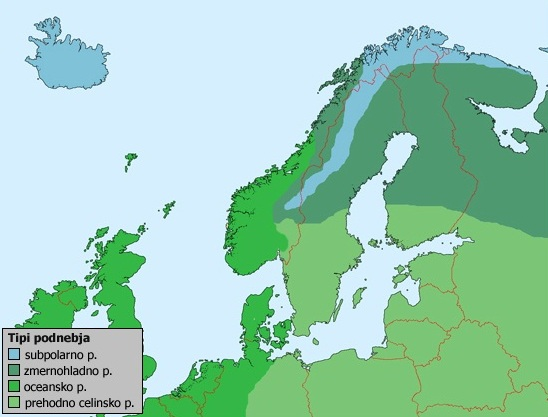 Tipi podnebja
subpolarno p.
zmernohladno p.
oceansko p.
prehodno celinsko p.